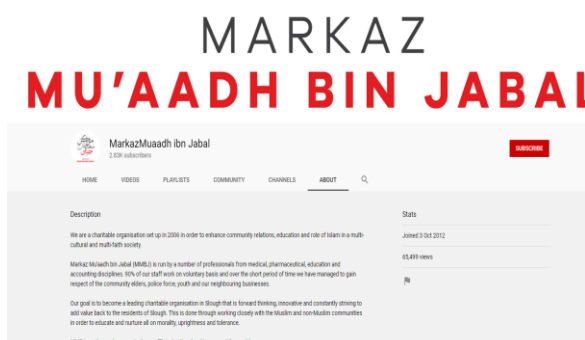 MARKAZ
MU'AADH BIN JABAL
MarkazMuaadh ibn Jabal
2.83K subscribers
SUBSCRIBE
HOME VIDEOS PLAYLISTS COMMUNITY CHANNELS ABOUT
Description
Stats
We are a charitable organisation set up in 2006 in order to enhance community relations, education and role of Islam in a multi-
cultural and multi-faith society.
Joined 3 Oct 2012
Markaz Mu'aadh bin Jabal (MMBJ) is run by a number of professionals from medical, pharmaceutical, education and
accounting disciplines. 90% of our staff work on voluntary basis and over the short period of time we have managed to gain
respect of the community elders, police force, youth and our neighbouring businesses.
65,499 views
Our goal is to become a leading charitable organisation in Slough that is forward thinking, innovative and constantly striving to
add value back to the residents of Slough. This is done through working closely with the Muslim and non-Muslim communities
in order to educate and nurture all on morality, uprightness and tolerance.